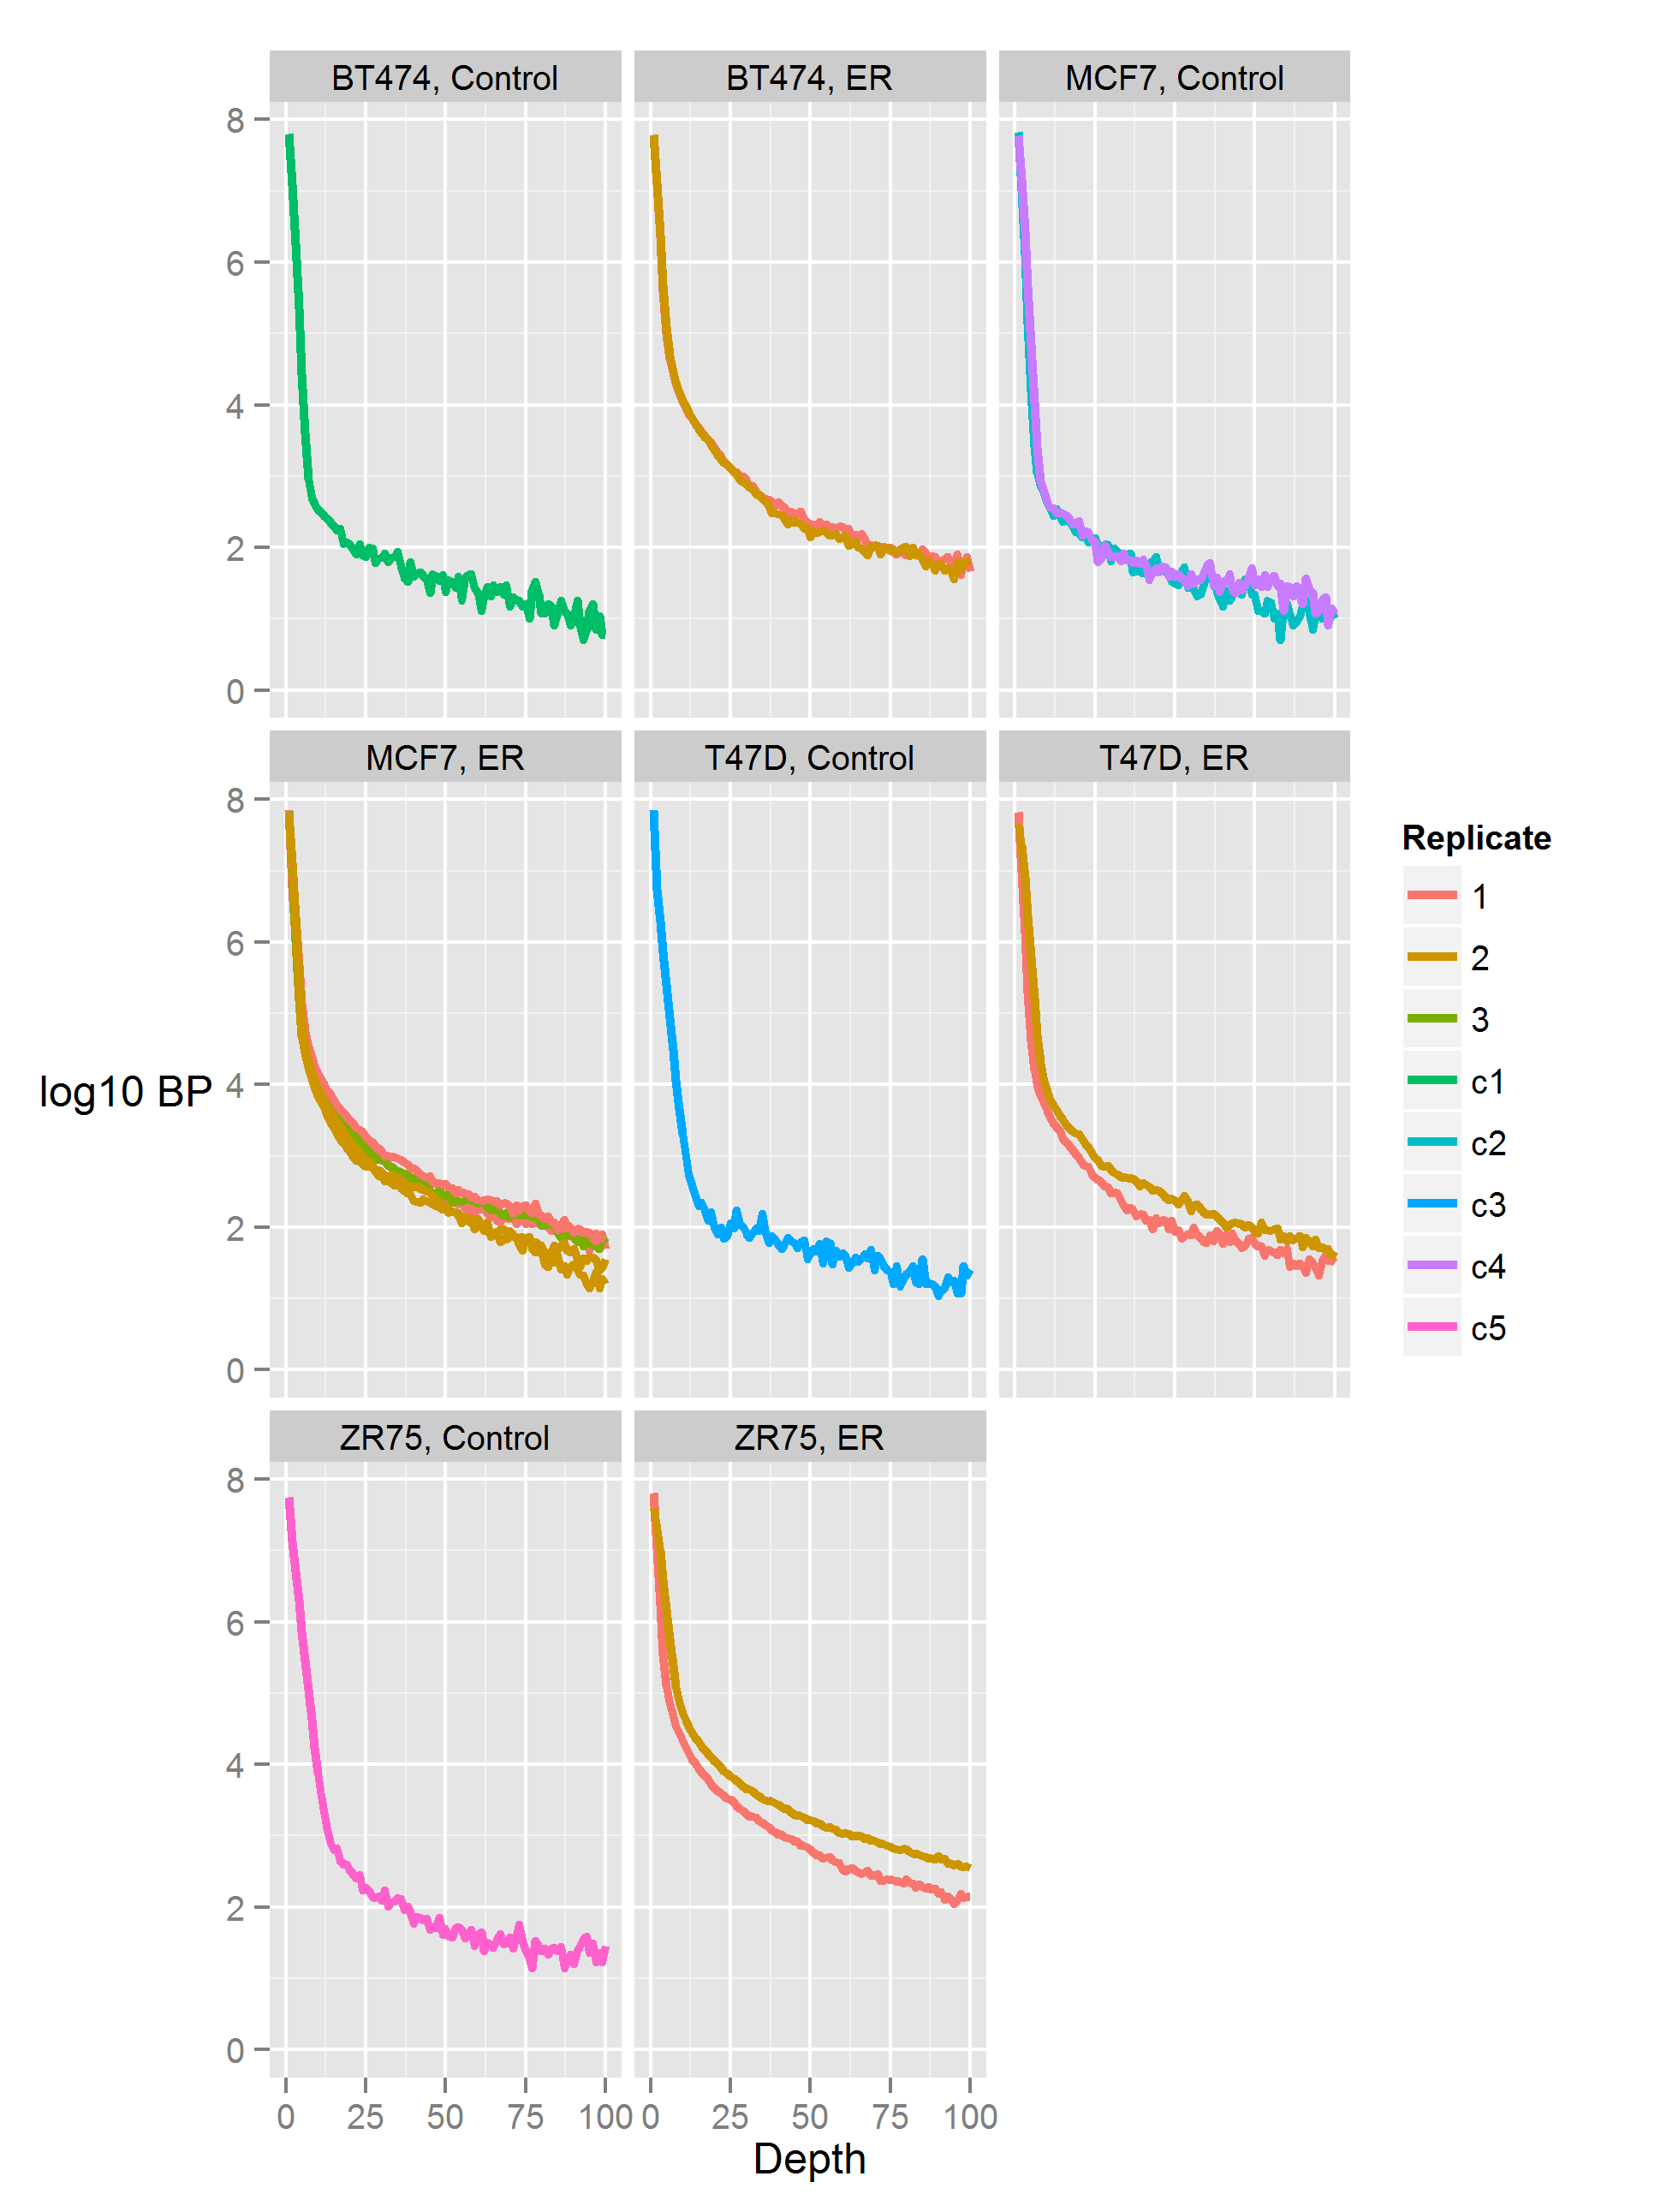 BT474, Control
BT474, ER
MCF7, Control
8
6
4
2
0
MCF7, ER
T47D, Control
T47D, ER
8
6
4
2
0
log10 BP
Replicate
1
2
3
c1
c2
c3
c4
c5
ZR75, Control
ZR75, ER
8
6
4
2
0
0 25 50 75 100 0 25 50 75 100
Depth